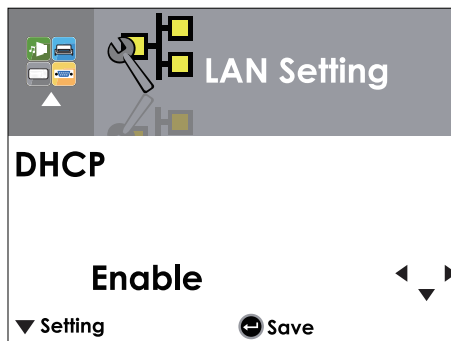 LAN Setting
DHCP
Enable
Setting
Save